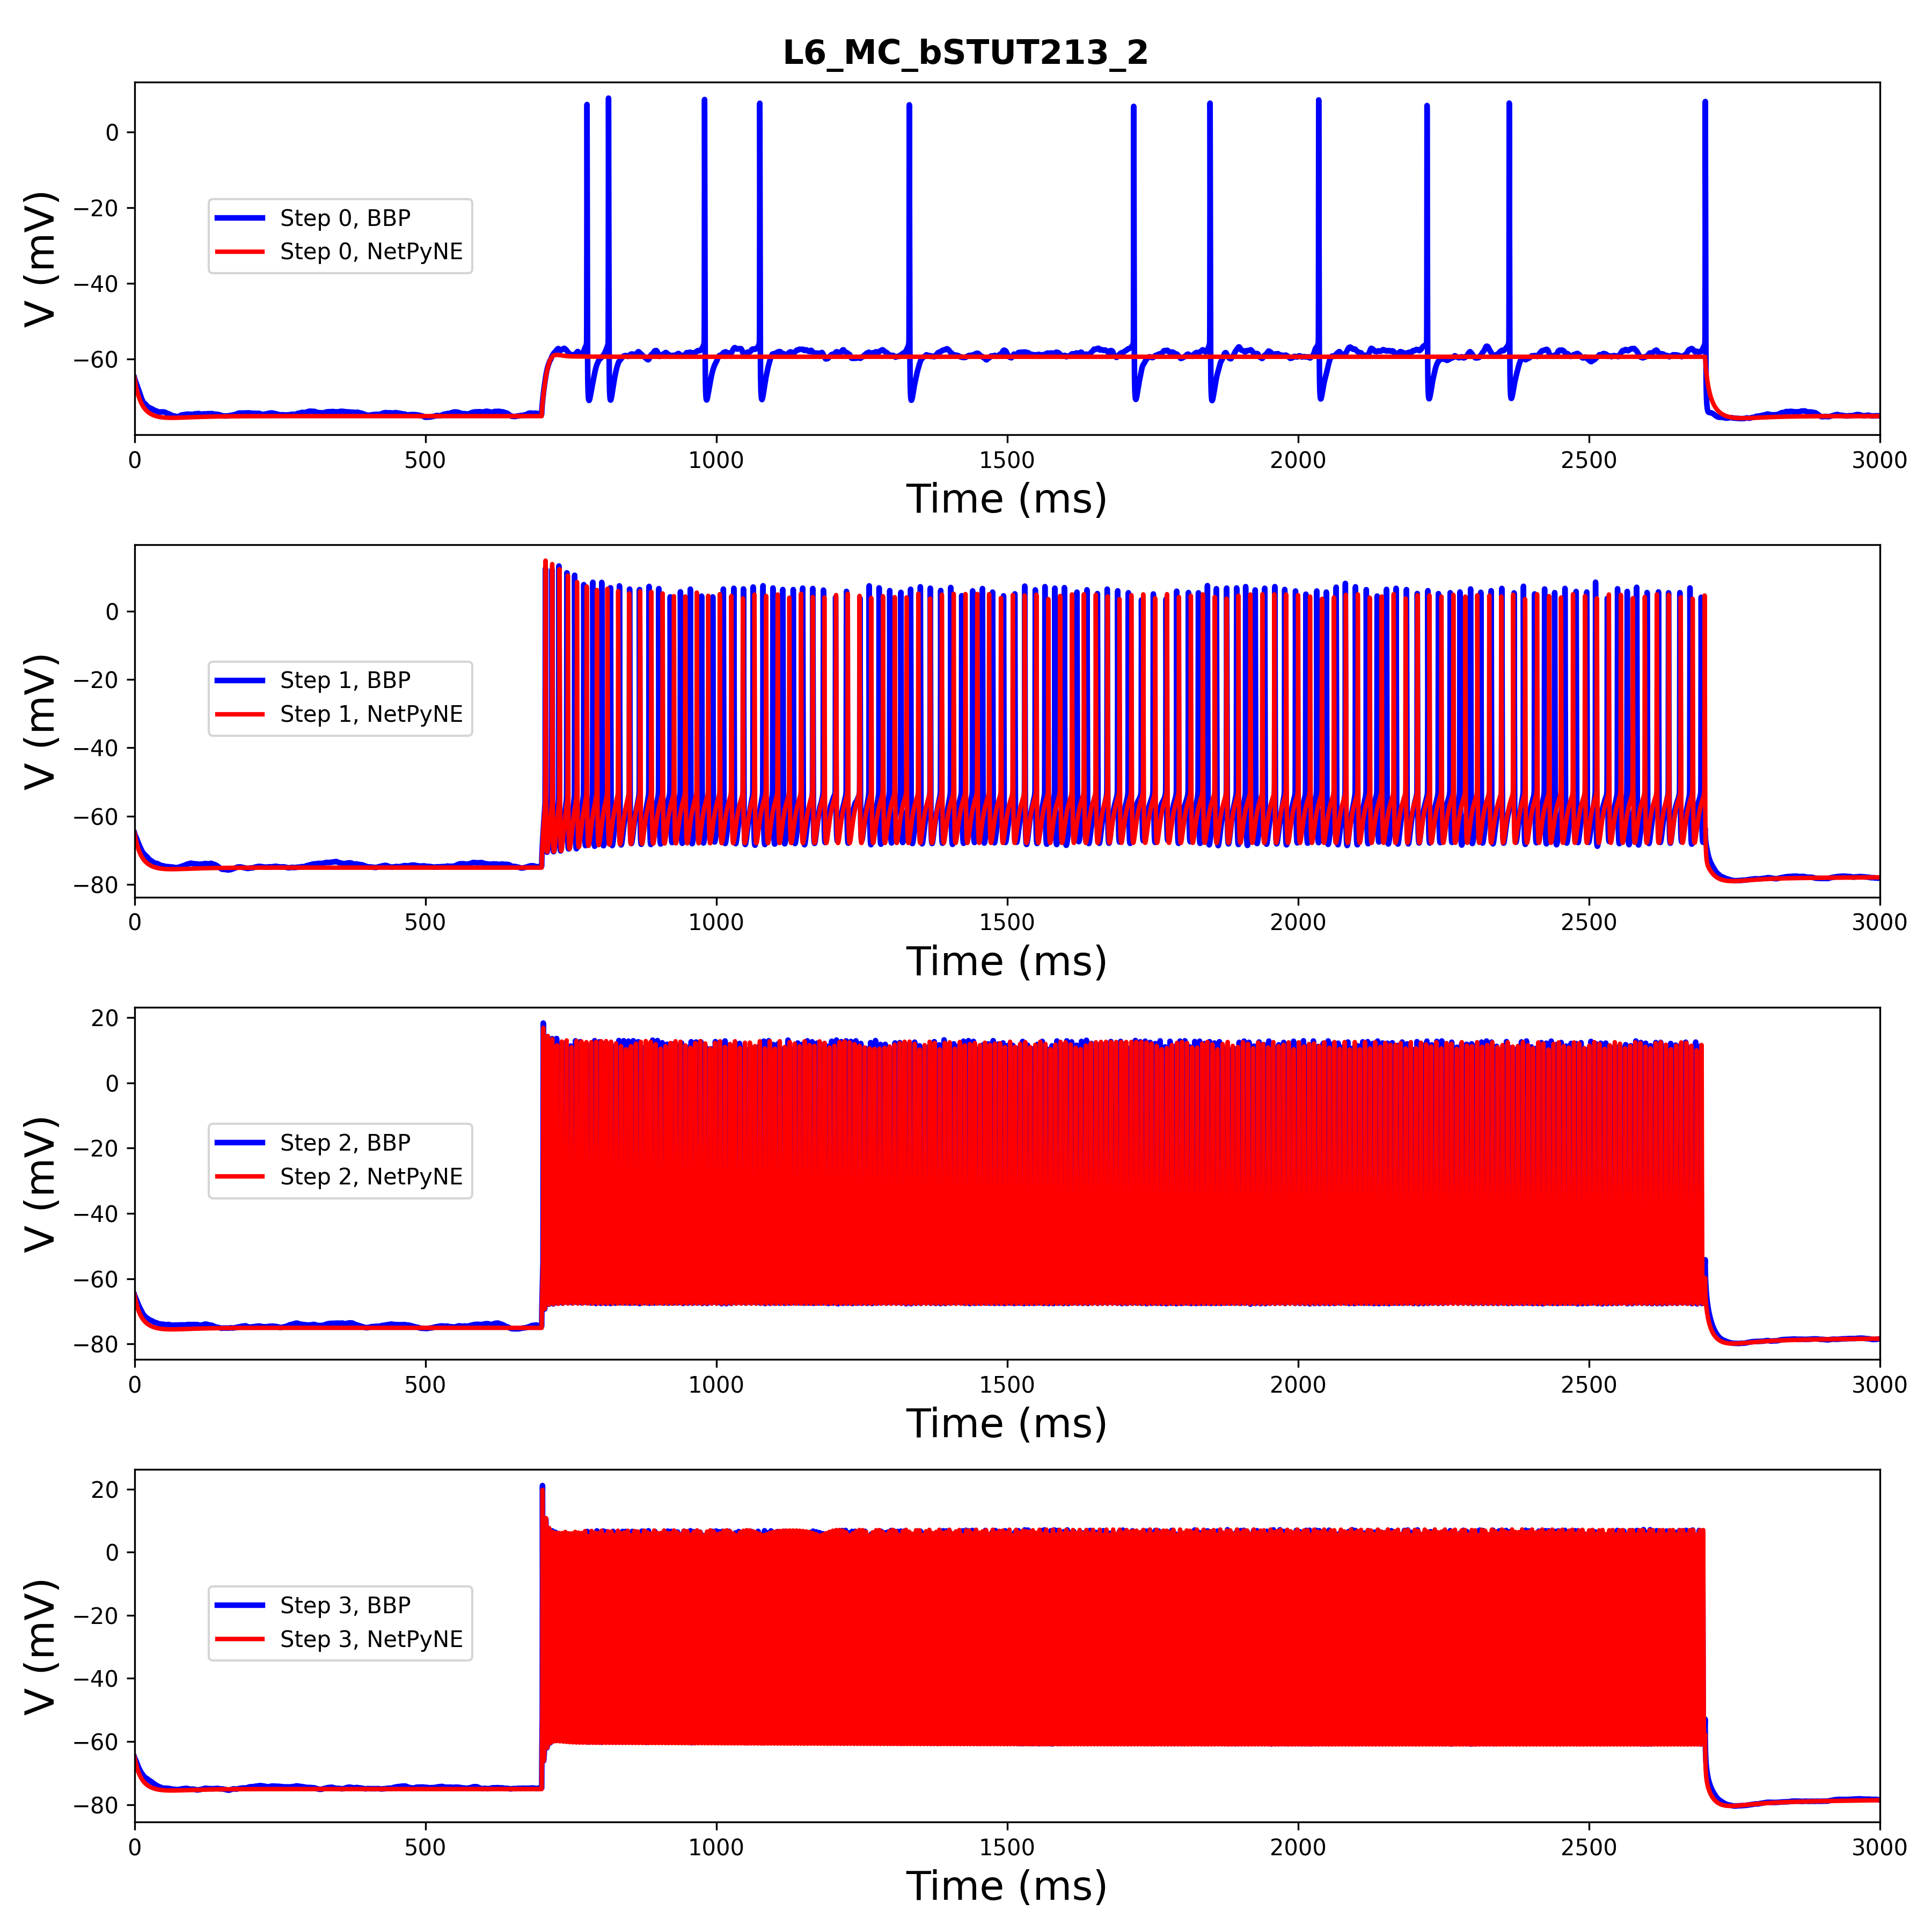 L6_MC_bSTUT213_2
0
−20
−40
−60
V (mV)
Step 0, BBP
Step 0, NetPyNE
0 500 1000 1500 2000 2500 3000
Time (ms)
0
−20
−40
−60
−80
V (mV)
Step 1, BBP
Step 1, NetPyNE
0 500 1000 1500 2000 2500 3000
Time (ms)
20
0
−20
−40
−60
−80
V (mV)
Step 2, BBP
Step 2, NetPyNE
0 500 1000 1500 2000 2500 3000
Time (ms)
20
0
−20
−40
−60
−80
V (mV)
Step 3, BBP
Step 3, NetPyNE
0 500 1000 1500 2000 2500 3000
Time (ms)